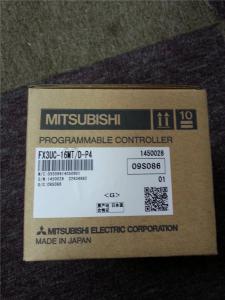 MITSUBISHI
10
PROGRAMMABLE CONTROLLER
FX3UC-16MT/D-P4
1450028
09S086
01
<G>
MITSUBISHI ELECTRIC CORPORATION
MADE IN JAPAN